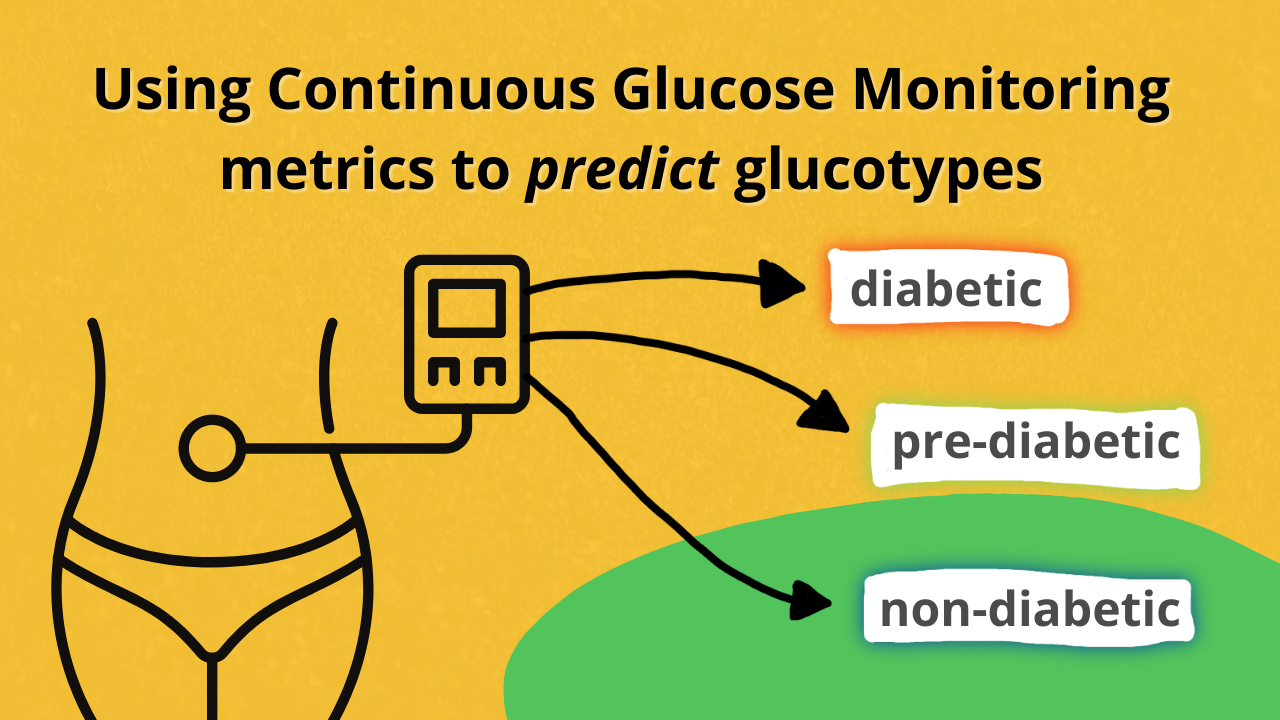 Using Continuous Glucose Monitoring
metrics to predict glucotypes
diabetic
pre-diabetic
non-diabetic